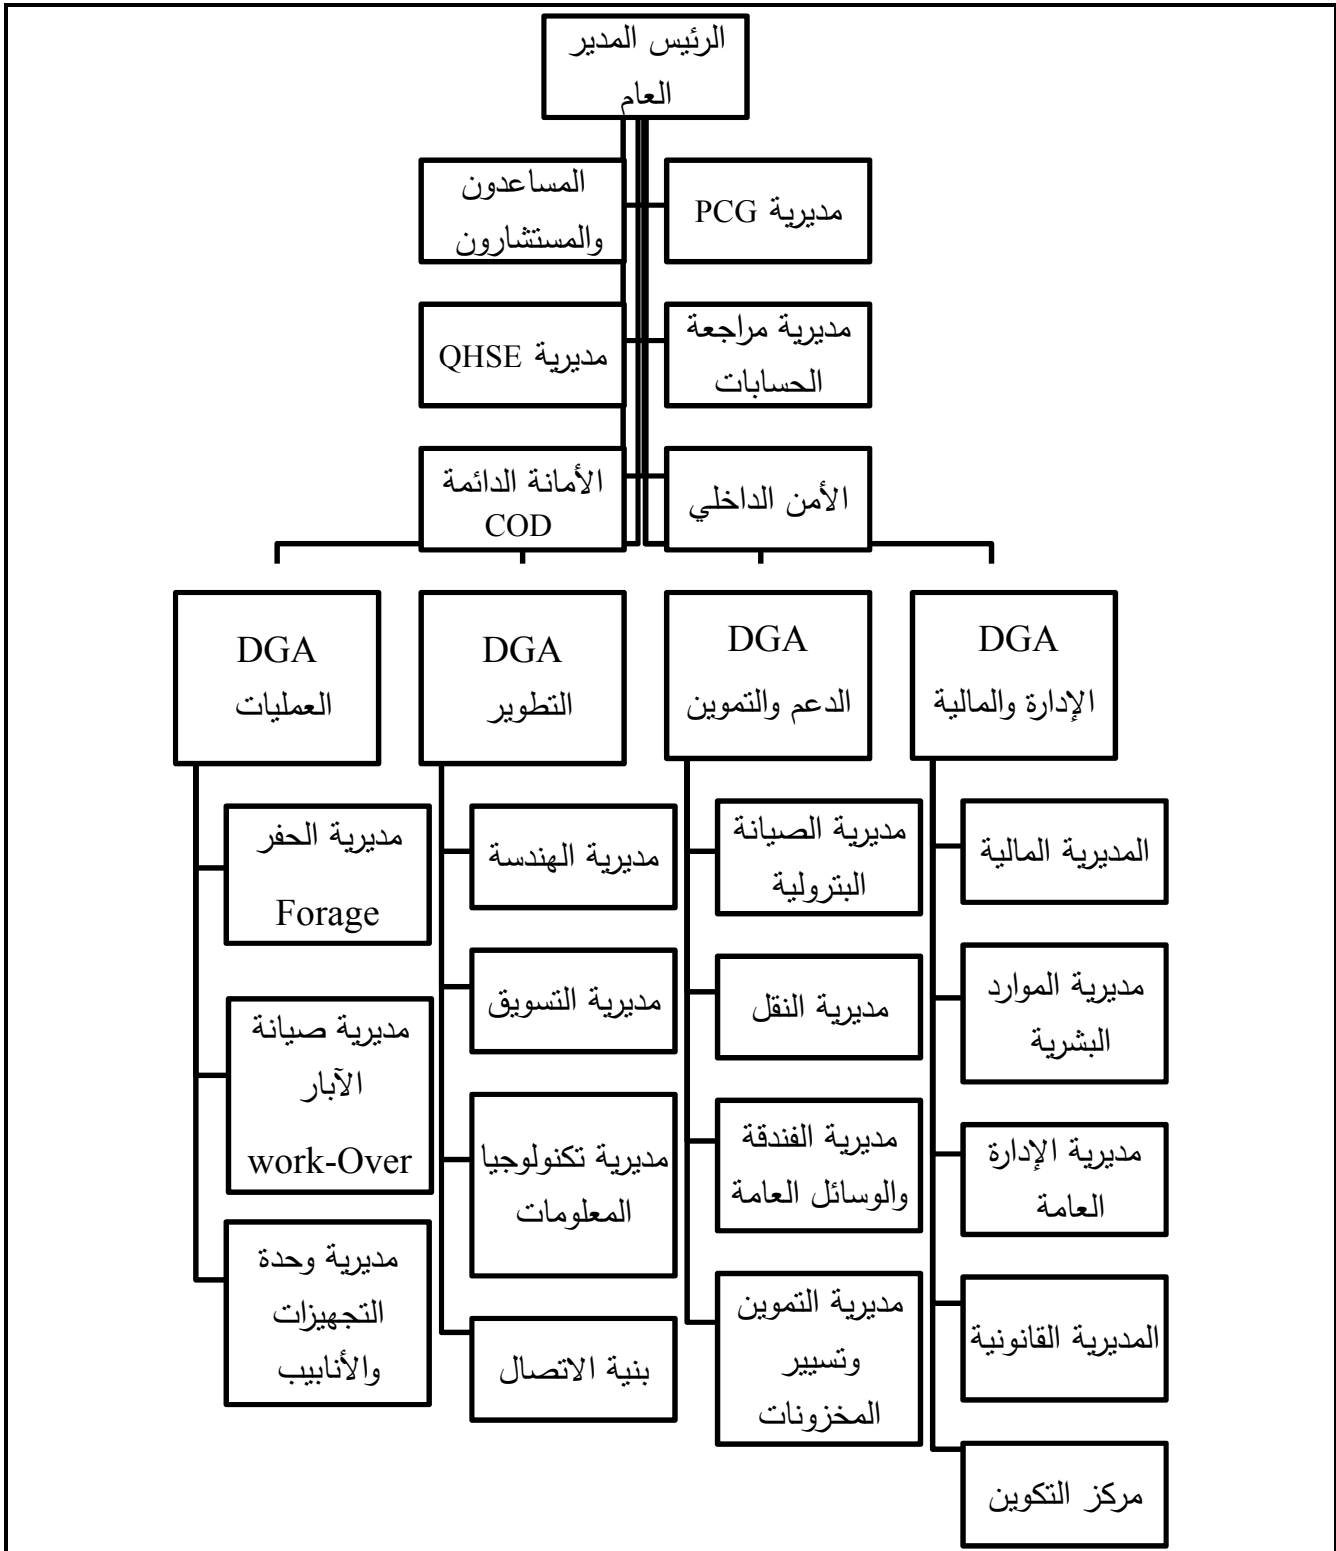 الرئيس المدير
العام
مديرية PCG
المساعدون
والمستشارون
مديرية مراجعة
الحسابات
مديرية QHSE
الأمن الداخلي
الأمانة الدائمة
COD
DGA
الإدارة والمالية
DGA
الدعم والتموين
DGA
التطوير
DGA
العمليات
المديرية المالية
مديرية الموارد
البشرية
مديرية الإدارة
العامة
المديرية القانونية
مركز التكوين
مديرية الصيانة
البترولية
مديرية النقل
مديرية الفندقة
والوسائل العامة
مديرية التموين
وتسيير
المخزونات
مديرية الهندسة
مديرية التسويق
مديرية تكنولوجيا
المعلومات
بنية الاتصال
مديرية الحفر
Forage
مديرية صيانة
الآبار
work-Over
مديرية وحدة
التجهيزات
والأنابيب